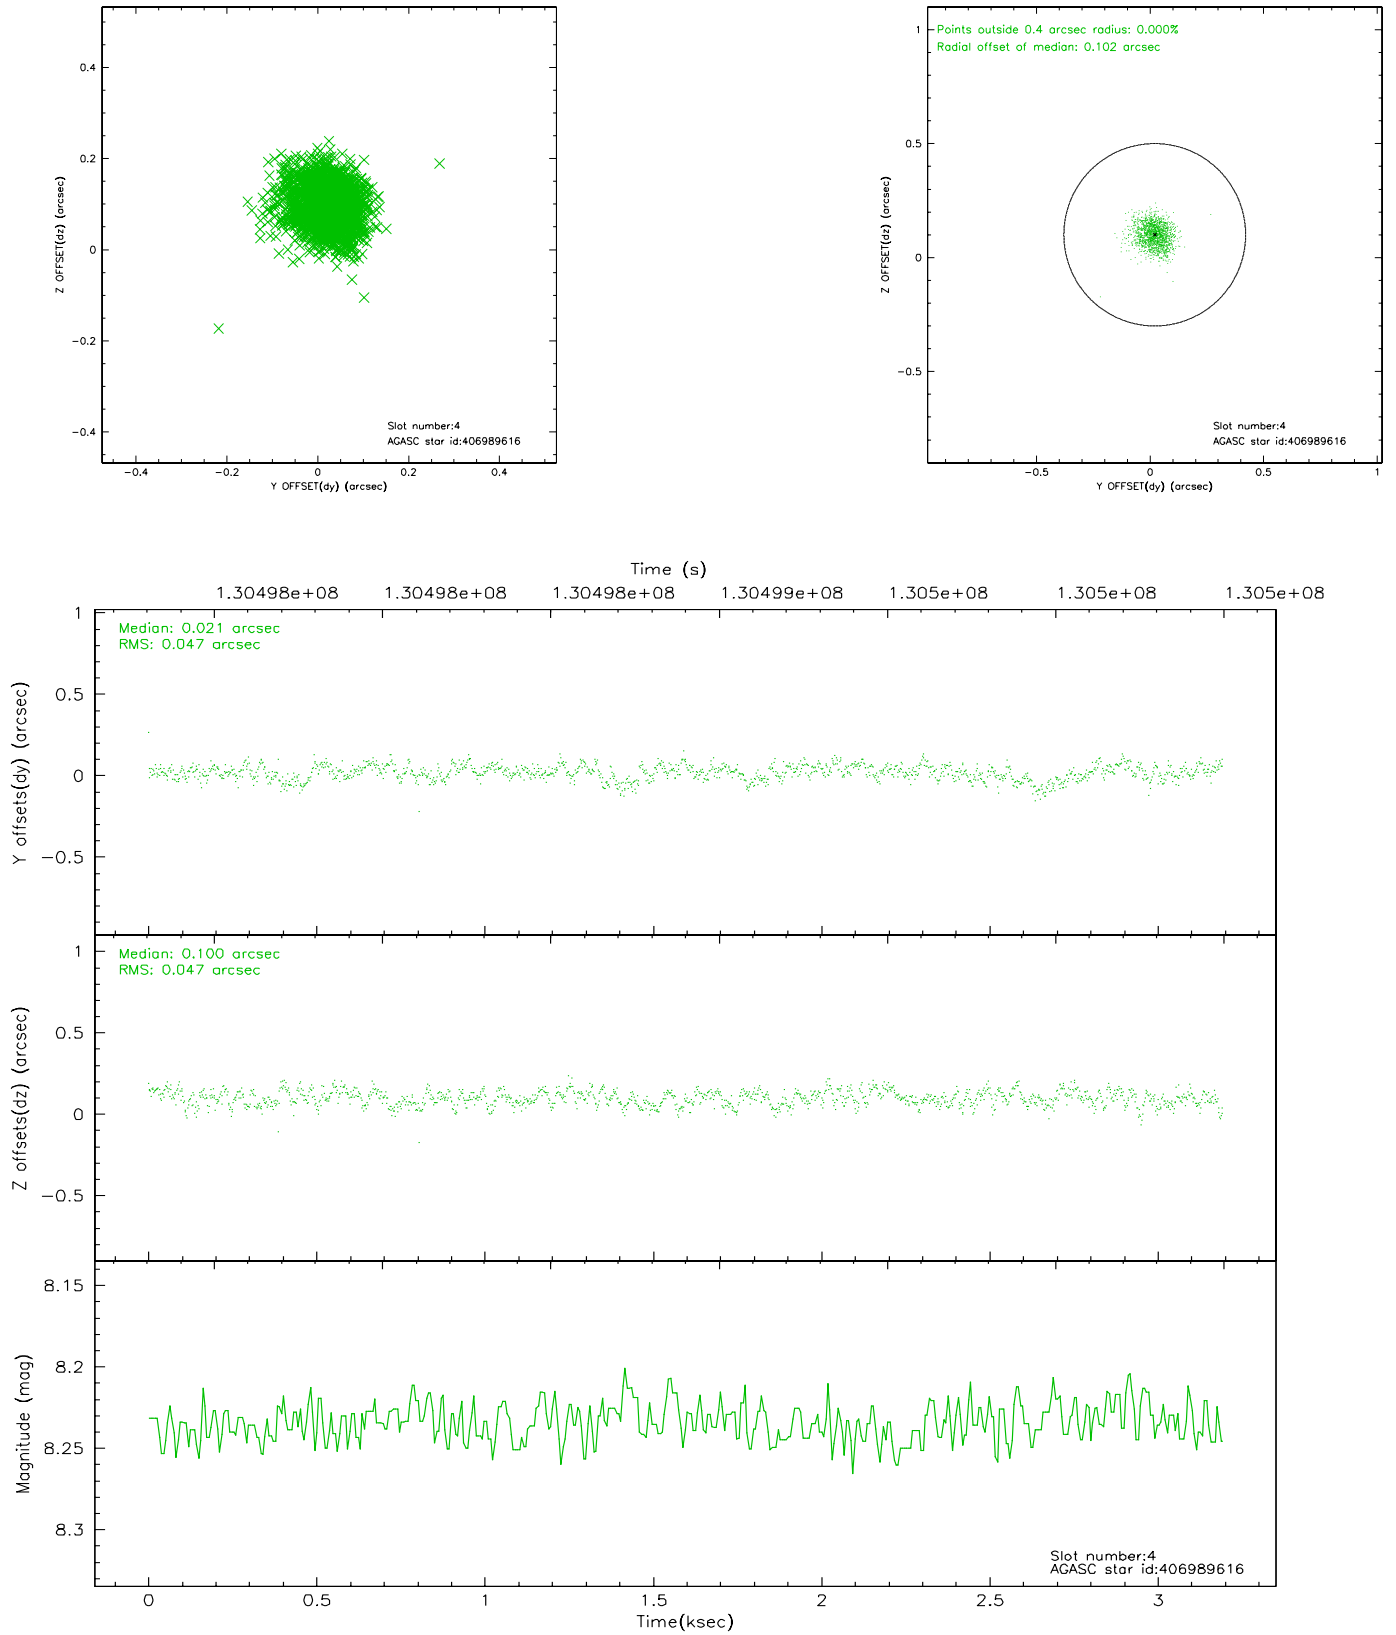 0.4
0.2
0
−0.2
−0.4
Z OFFSET(dz) (arcsec)
−0.4 −0.2 0 0.2 0.4
Y OFFSET(dy) (arcsec)
Slot number:4
AGASC star id:406989616
Points outside 0.4 arcsec radius: 0.000%
Radial offset of median: 0.102 arcsec
1
0.5
0
−0.5
Z OFFSET(dz) (arcsec)
−0.5 0 0.5 1
Y OFFSET(dy) (arcsec)
Slot number:4
AGASC star id:406989616
Time (s)
1.30498e+08 1.30498e+08 1.30498e+08 1.30499e+08 1.305e+08 1.305e+08 1.305e+08
Median: 0.021 arcsec
RMS: 0.047 arcsec
1
0.5
0
−0.5
Y offsets(dy) (arcsec)
Median: 0.100 arcsec
RMS: 0.047 arcsec
1
0.5
0
−0.5
Z offsets(dz) (arcsec)
8.15
8.2
8.25
8.3
Magnitude (mag)
Slot number:4
AGASC star id:406989616
0 0.5 1 1.5 2 2.5 3
Time(ksec)